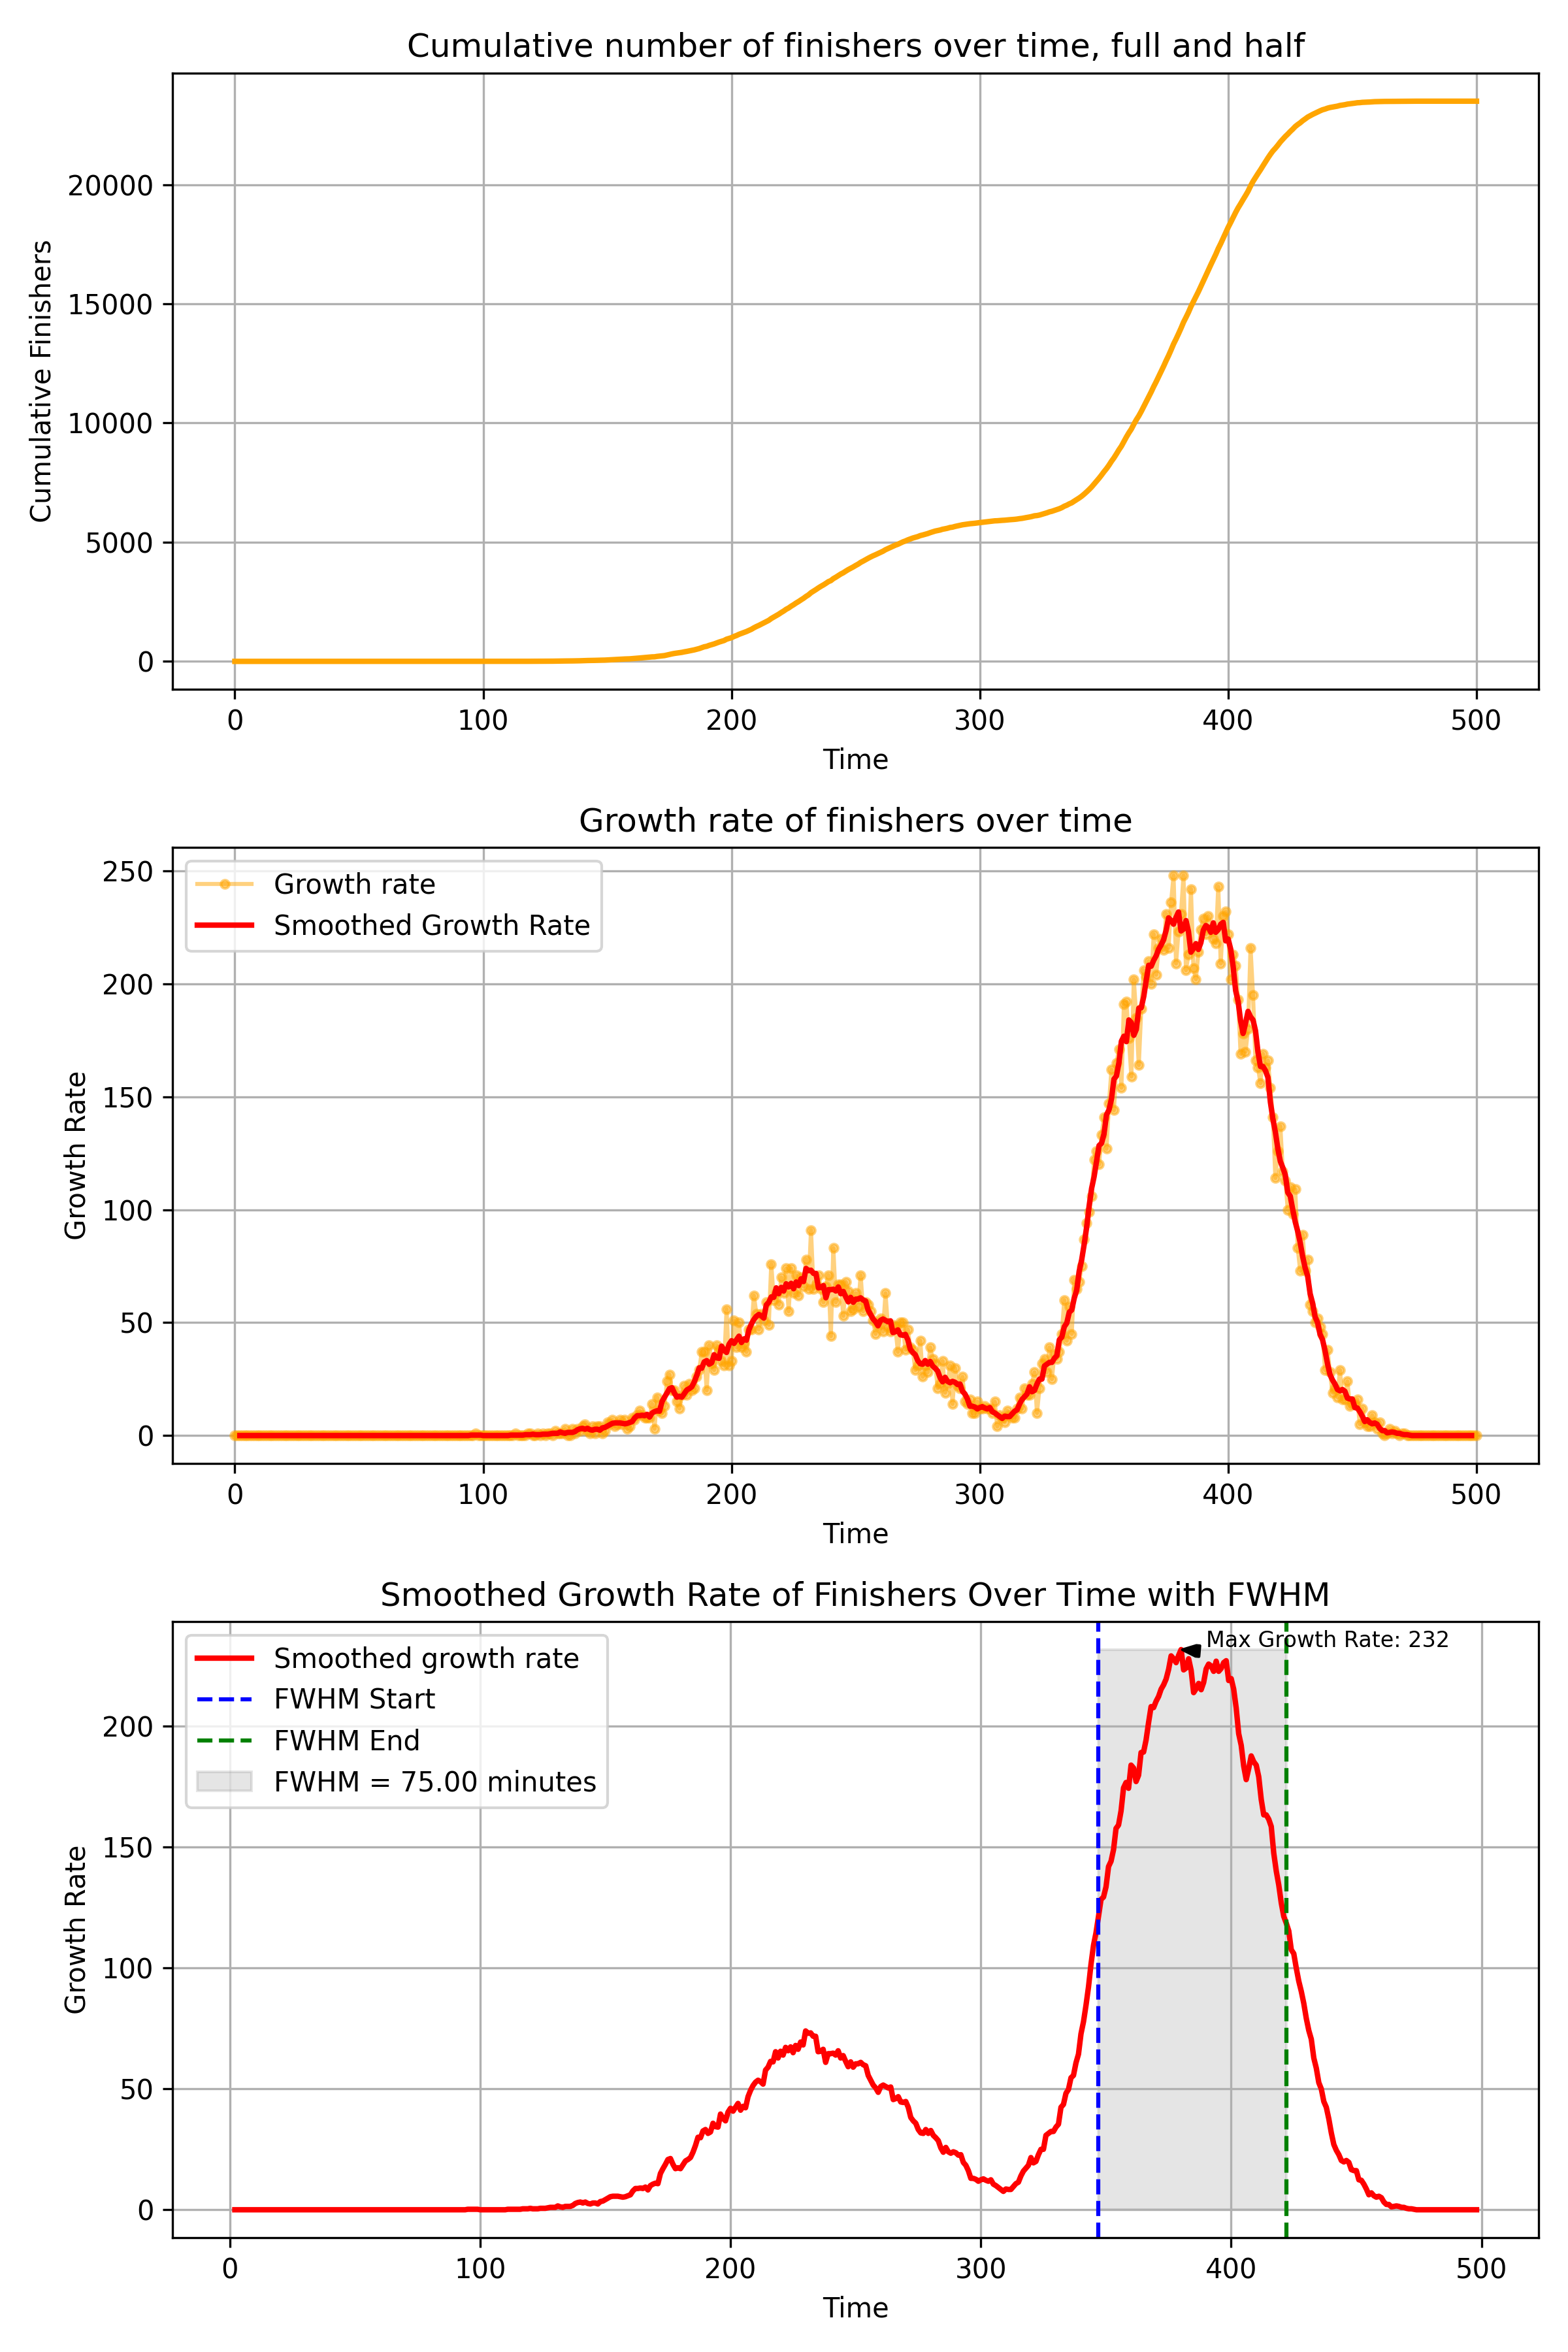 Cumulative number of finishers over time, full and half
Cumulative Finishers
20000
15000
10000
5000
0
0 100 200 300 400 500
Time
Growth rate of finishers over time
Growth Rate
250
200
150
100
50
0
Growth rate
Smoothed Growth Rate
0 100 200 300 400 500
Time
Smoothed Growth Rate of Finishers Over Time with FWHM
Growth Rate
200
150
100
50
0
Smoothed growth rate
FWHM Start
FWHM End
FWHM = 75.00 minutes
Max Growth Rate: 232
0 100 200 300 400 500
Time